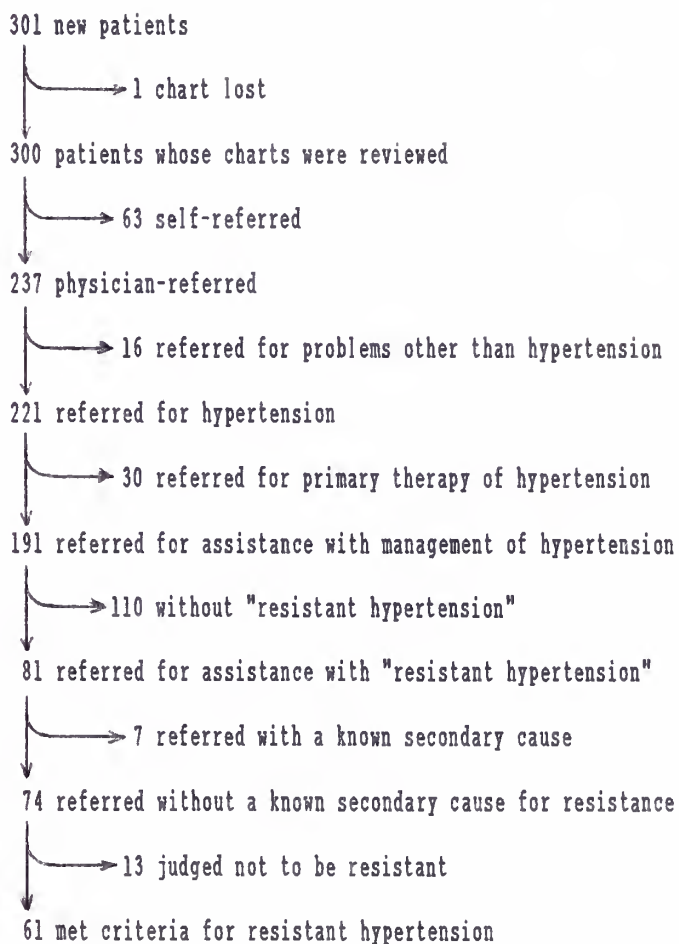 301 new patients
1 chart lost
300 patients whose charts were reviewed
63 self-referred
237 physician-referred
16 referred for problems other than hypertension
221 referred for hypertension
30 referred for primary therapy of hypertension
191 referred for assistance with management of hypertension
110 without "resistant hypertension"
81 referred for assistance with "resistant hypertension"
7 referred with a known secondary cause
74 referred without a known secondary cause for resistance
13 judged not to be resistant
61 met criteria for resistant hypertension